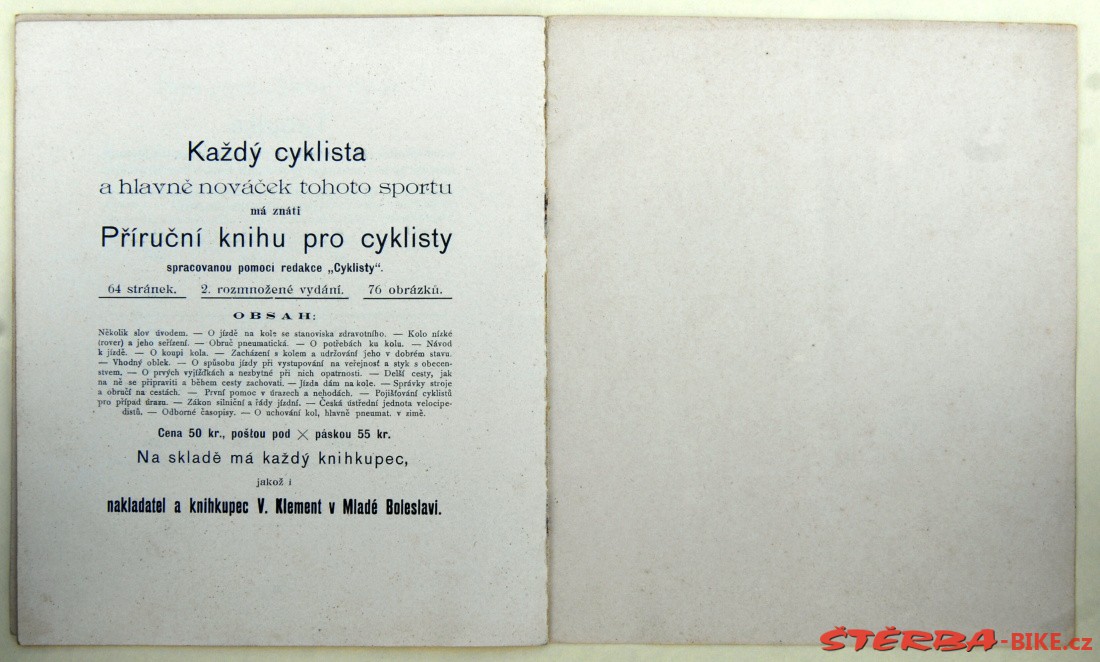 Každý cyklista
a hlavně nováček tohoto sportu
má znáti
Příruční knihu pro cyklisty
spracovanou pomocí redakce „Cyklisty“.
64 stránek. 2. rozmnožené vydání. 76 obrázků.
OBSAH:
Několik slov úvodem. — O jízdě na kole se stanoviska zdravotního. — Kolo nízké
(rover) a jeho seřízení. — Obruč pneumatická. — O potřebách ku kolu. — Návod
k jízdě. — O koupi kola. — Zacházení s kolem a udržování jeho v dobrém stavu.
— Vhodný oblek. — O spůsobu jízdy při vystupování na veřejnost a styk s obecen-
stvem, — O prvých vyjížďkách a nezbytné při nich opatrnosti. — Delší cesty, jak
na ně se připraviti a během cesty zachovati. — Jízda dám na kole. — Správky stroje
a obručí na cestách. — První pomoc v úrazech a nehodách. — Pojišťování cyklistů
pro případ úrazu. — Zákon silniční a řády jízdní. — Česká ústřední jednota velocipe-
distů. — Odborné časopisy. — O uchování kol, hlavně pneumat. v zimě.
Cena 50 kr., poštou pod × páskou 55 kr.
Na skladě má každý knihkupec,
jakož i
nakladatel a knihkupec V. Klement v Mladé Boleslavi.
ŠTĚRBA-BIKE.cz